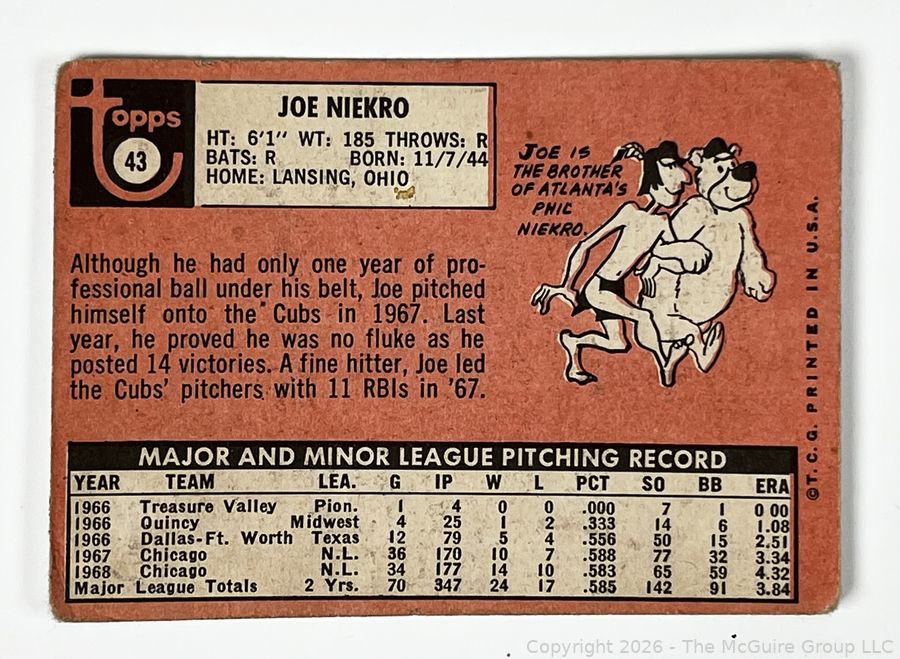 Topps
43
JOE NIEKRO
HT: 6'1" WT: 185 THROWS: R
BATS: R BORN: 11/7/44
HOME: LANSING, OHIO
JOE IS
THE BROTHER
OF ATLANTA'S
PHIL
NIEKRO.
Although he had only one year of pro-
fessional ball under his belt, Joe pitched
himself onto the Cubs in 1967. Last
year, he proved he was no fluke as he
posted 14 victories. A fine hitter, Joe led
the Cubs' pitchers with 11 RBIs in '67.
©T.C.G. PRINTED IN U.S.A.
MAJOR AND MINOR LEAGUE PITCHING RECORD
YEAR TEAM LEA. G IP W L PCT SO BB ERA
1966 Treasure Valley Pion. 1 4 0 0 .000 7 1 0 00
1966 Quincy Midwest 4 25 1 2 .333 14 6 1.08
1966 Dallas-Ft. Worth Texas 12 79 5 4 .556 50 15 2.51
1967 Chicago N.L. 36 170 10 7 .588 77 32 3.34
1968 Chicago N.L. 34 177 14 10 .583 65 59 4.32
Major League Totals 2 Yrs. 70 347 24 17 .585 142 91 3.84
Copyright 2026 - The McGuire Group LLC